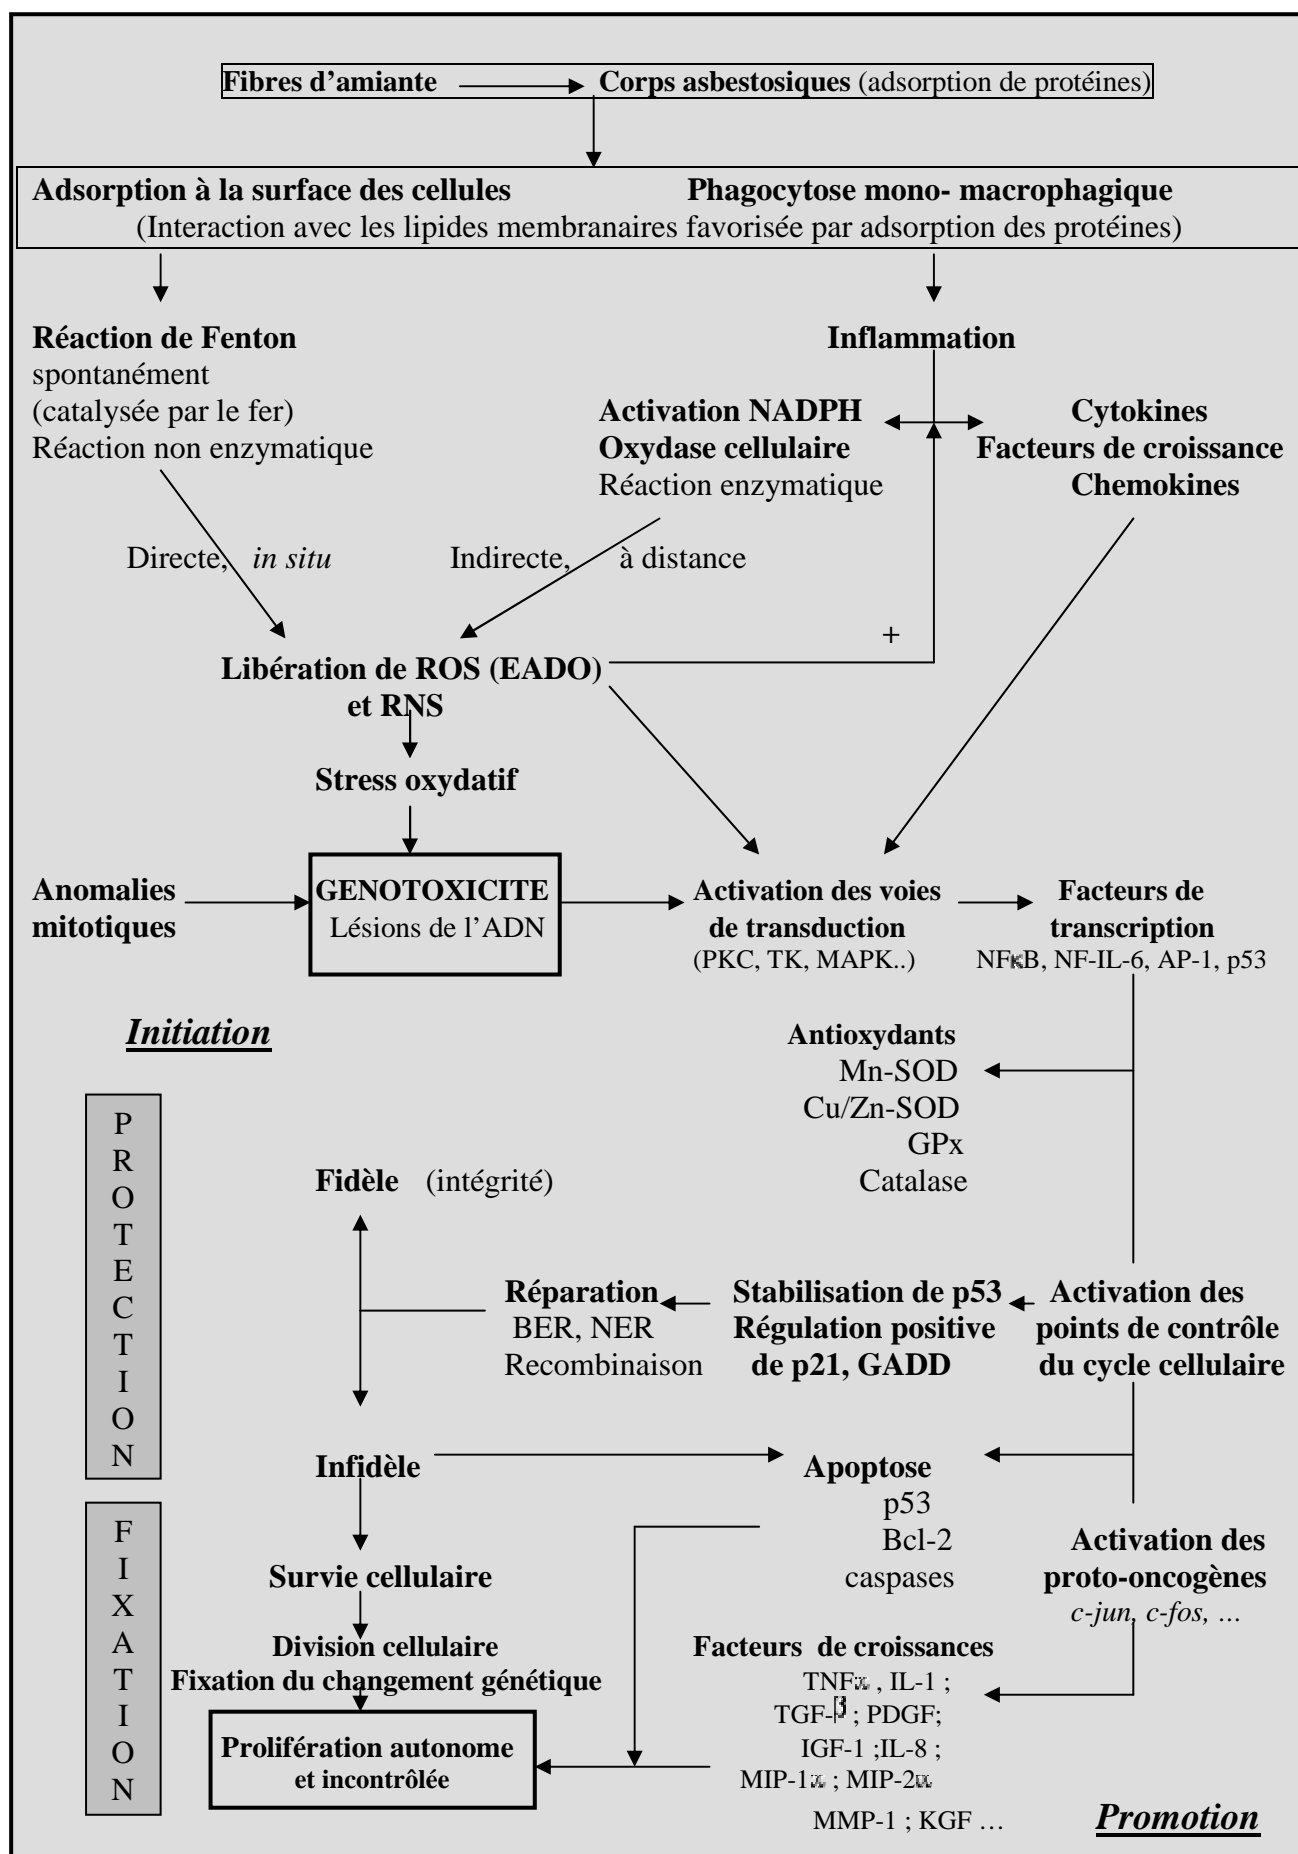 Fibres d'amiante Corps asbestosiques (adsorption de protéines)
Adsorption à la surface des cellules Phagocytose mono- macrophagique
(Interaction avec les lipides membranaires favorisée par adsorption des protéines)
Réaction de Fenton
spontanément
(catalysée par le fer)
Réaction non enzymatique
Inflammation
Activation NADPH
Oxydase cellulaire
Réaction enzymatique
Cytokines
Facteurs de croissance
Chemokines
Directe, in situ
Indirecte, à distance
+
Libération de ROS (EADO)
et RNS
Stress oxydatif
Anomalies
mitotiques
GENOTOXICITE
Lésions de l'ADN
Activation des voies
de transduction
(PKC, TK, MAPK..)
Facteurs de
transcription
NFκB, NF-IL-6, AP-1, p53
Initiation
Antioxydants
Mn-SOD
Cu/Zn-SOD
GPx
Catalase
PROTECTION
Fidèle (intégrité)
Réparation
BER, NER
Recombinaison
Stabilisation de p53
Régulation positive
de p21, GADD
Activation des
points de contrôle
du cycle cellulaire
Infidèle
Apoptose
p53
Bcl-2
caspases
FIXATION
Survie cellulaire
Activation des
proto-oncogènes
c-jun, c-fos, …
Division cellulaire
Fixation du changement génétique
Facteurs de croissances
TNFα , IL-1 ;
TGF-β ; PDGF;
IGF-1 ;IL-8 ;
MIP-1α ; MIP-2α
MMP-1 ; KGF …
Prolifération autonome
et incontrôlée
Promotion